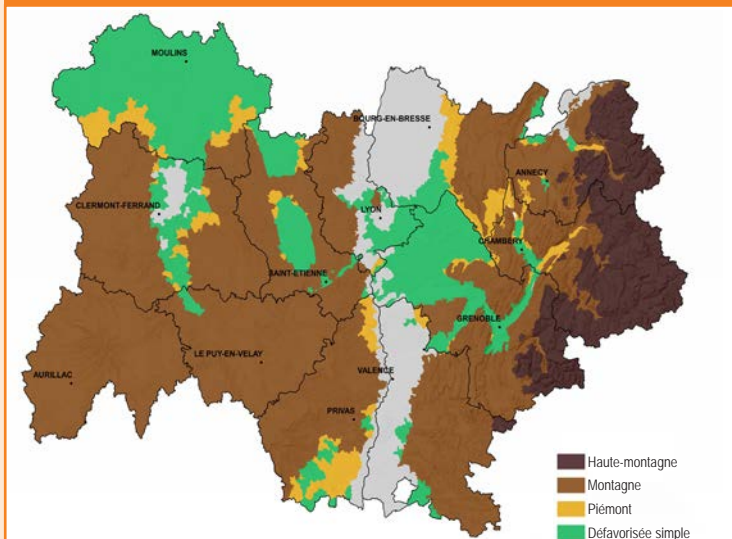 MOULINS
BOURG-EN-BRESSE
ANNECY
CLERMONT-FERRAND
LYON
CHAMBERY
SAINT-ETIENNE
GRENOBLE
LE PUY-EN-VELAY
AURILLAC
VALENCE
PRIVAS
Haute-montagne
Montagne
Piémont
Défavorisée simple